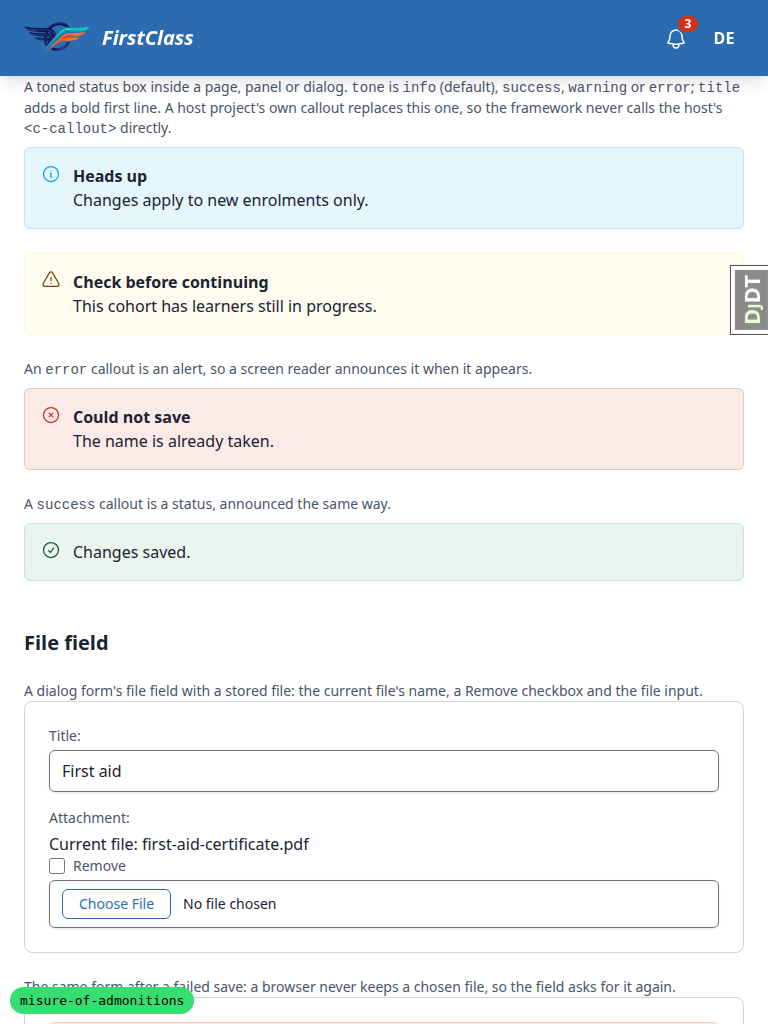 FirstClass
3
DE
A toned status box inside a page, panel or dialog. tone is info (default), success, warning or error; title
adds a bold first line. A host project's own callout replaces this one, so the framework never calls the host's
<c-callout> directly.
Heads up
Changes apply to new enrolments only.
Check before continuing
This cohort has learners still in progress.
DjDT
An error callout is an alert, so a screen reader announces it when it appears.
Could not save
The name is already taken.
A success callout is a status, announced the same way.
Changes saved.
File field
A dialog form's file field with a stored file: the current file's name, a Remove checkbox and the file input.
Title:
First aid
Attachment:
Current file: first-aid-certificate.pdf
Remove
Choose File No file chosen
The same form after a failed save: a browser never keeps a chosen file, so the field asks for it again.
misure-of-admonitions